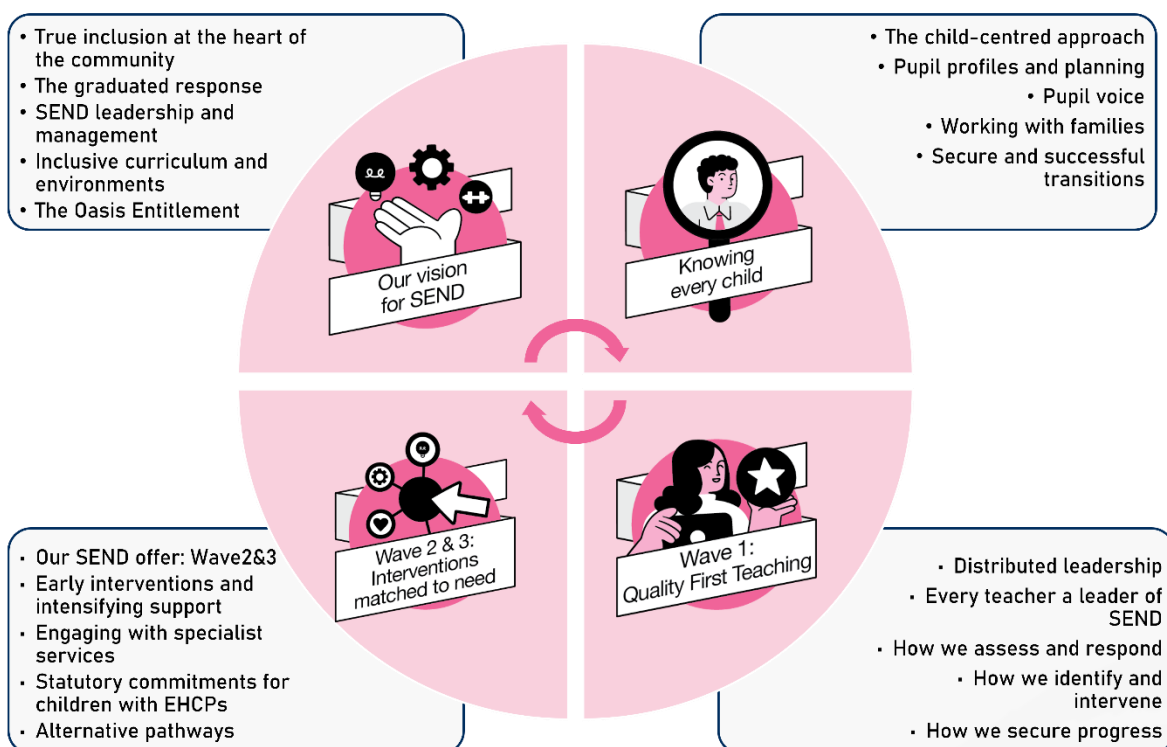 • True inclusion at the heart of
the community
• The graduated response
• SEND leadership and
management
• Inclusive curriculum and
environments
• The Oasis Entitlement
Our vision
for SEND
• The child-centred approach
• Pupil profiles and planning
• Pupil voice
• Working with families
• Secure and successful
transitions
Knowing
every child
▪ Our SEND offer: Wave2&3
▪ Early interventions and
intensifying support
▪ Engaging with specialist
services
▪ Statutory commitments for
children with EHCPs
▪ Alternative pathways
Wave 2 & 3:
Interventions
matched to need
Wave 1:
Quality First Teaching
▪ Distributed leadership
▪ Every teacher a leader of
SEND
▪ How we assess and respond
▪ How we identify and
intervene
▪ How we secure progress